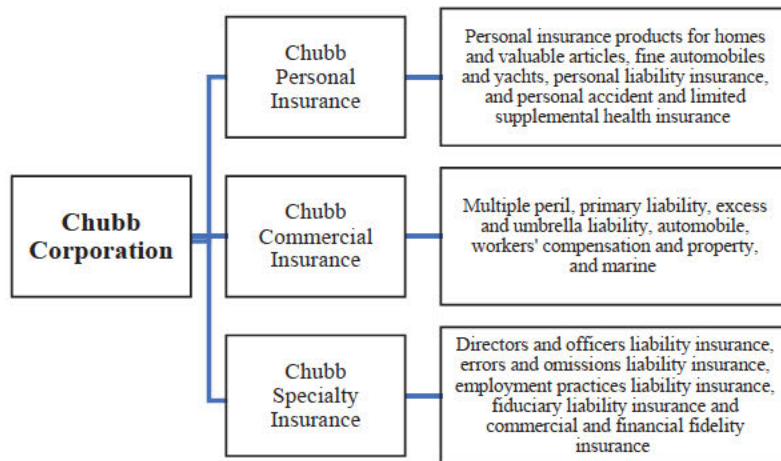 Chubb
Personal
Insurance
Personal insurance products for homes
and valuable articles, fine automobiles
and yachts, personal liability insurance,
and personal accident and limited
supplemental health insurance
Chubb
Corporation
Chubb
Commercial
Insurance
Multiple peril, primary liability, excess
and umbrella liability, automobile,
workers' compensation and property,
and marine
Chubb
Specialty
Insurance
Directors and officers liability insurance,
errors and omissions liability insurance,
employment practices liability insurance,
fiduciary liability insurance and
commercial and financial fidelity
insurance